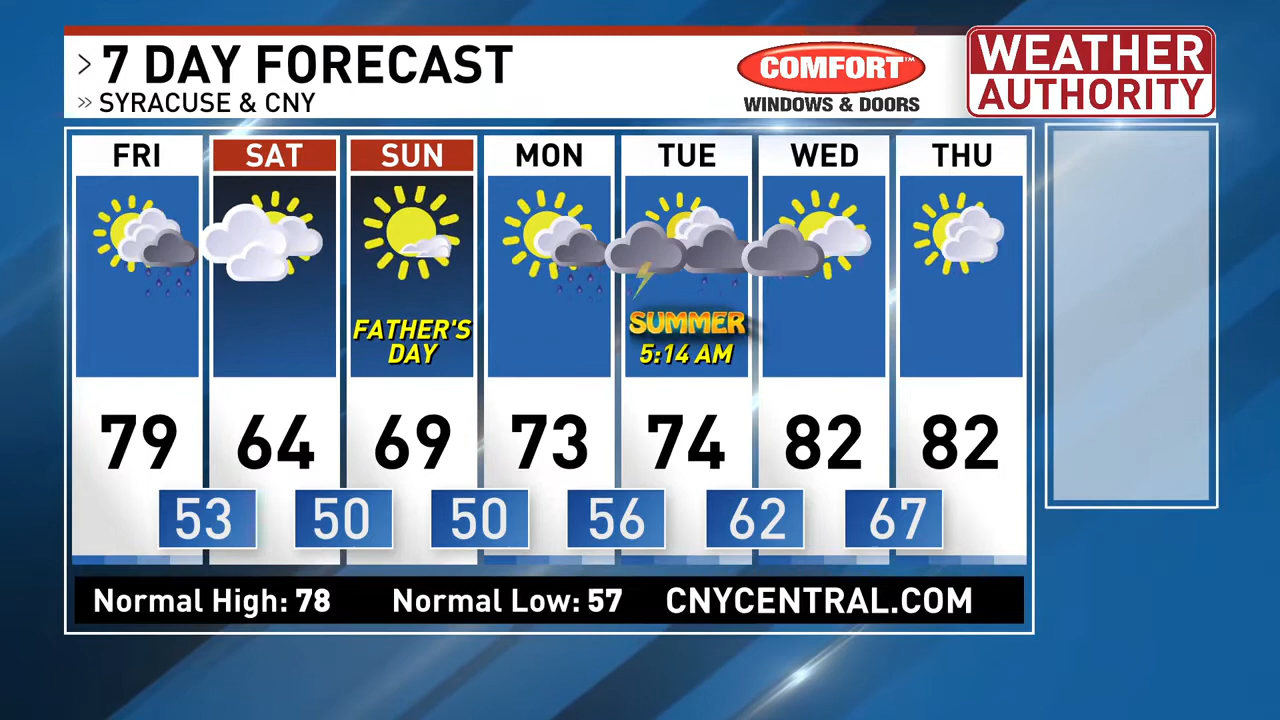 > 7 DAY FORECAST
» SYRACUSE & CNY
COMFORT™
WINDOWS & DOORS
WEATHER
AUTHORITY
FRI SAT SUN MON TUE WED THU
FATHER'S
DAY
SUMMER
5:14 AM
79 64 69 73 74 82 82
53 50 50 56 62 67
Normal High: 78 Normal Low: 57 CNYCENTRAL.COM